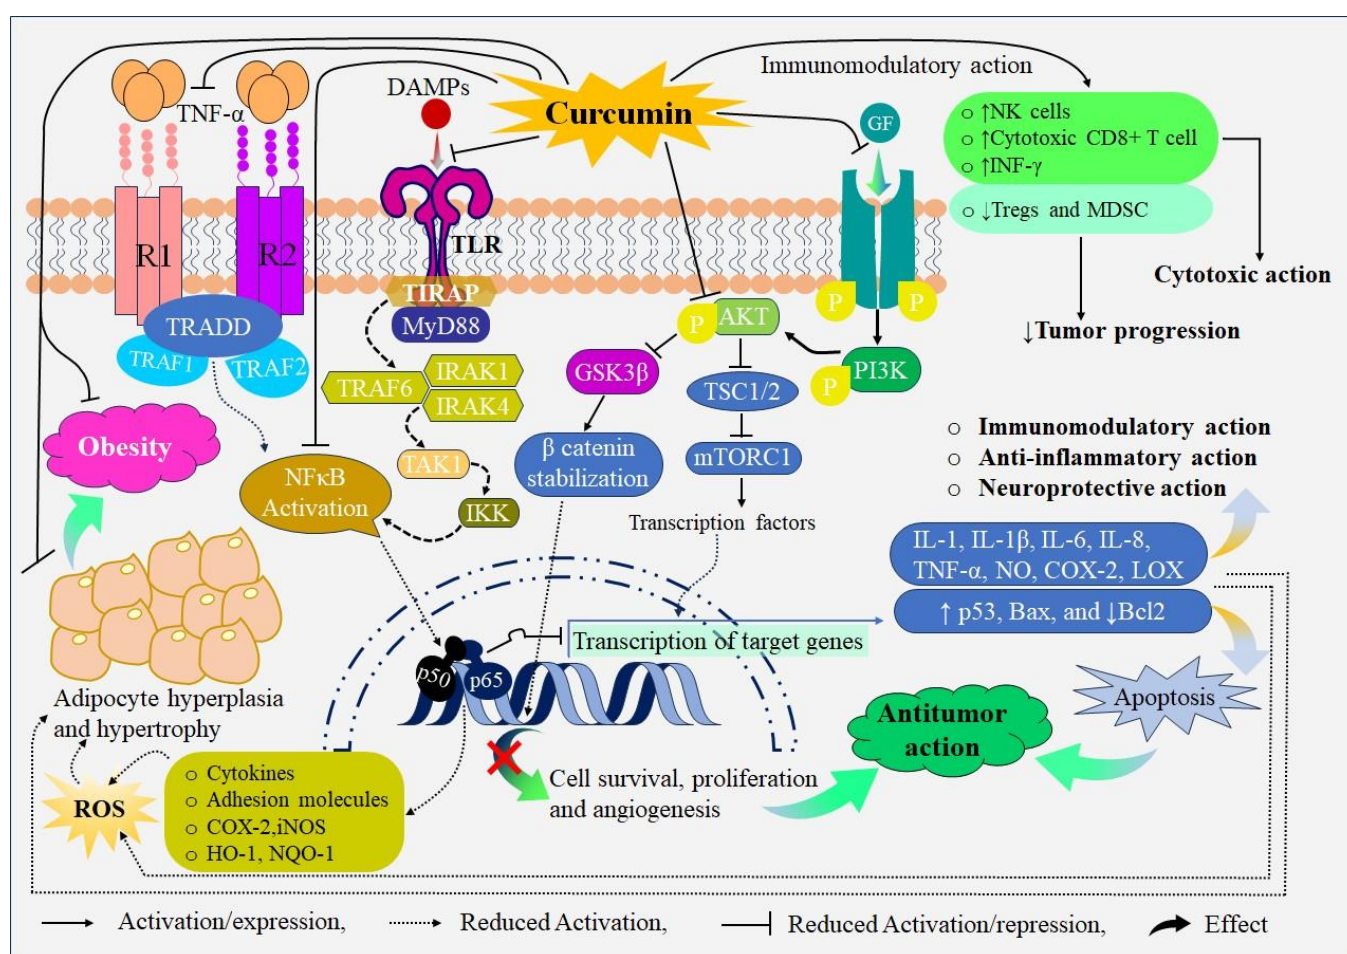 Immunomodulatory action
DAMPs
Curcumin
TNF-α
GF
○ ↑NK cells
○ ↑Cytotoxic CD8+ T cell
○ ↑INF-γ
○ ↓Tregs and MDSC
R1
R2
TLR
Cytotoxic action
TIRAP
MyD88
P
P
P
AKT
↓Tumor progression
TRADD
TRAF1
TRAF2
IRAK1
TRAF6
IRAK4
GSK3β
TSC1/2
P
PI3K
Obesity
○ Immunomodulatory action
○ Anti-inflammatory action
○ Neuroprotective action
NFκB
Activation
TAK1
IKK
β catenin
stabilization
mTORC1
Transcription factors
IL-1, IL-1β, IL-6, IL-8,
TNF-α, NO, COX-2, LOX
↑ p53, Bax, and ↓Bcl2
Transcription of target genes
p50
p65
Adipocyte hyperplasia
and hypertrophy
Apoptosis
Antitumor
action
ROS
○ Cytokines
○ Adhesion molecules
○ COX-2,iNOS
○ HO-1, NQO-1
Cell survival, proliferation
and angiogenesis
Activation/expression,
Reduced Activation,
Reduced Activation/repression,
Effect